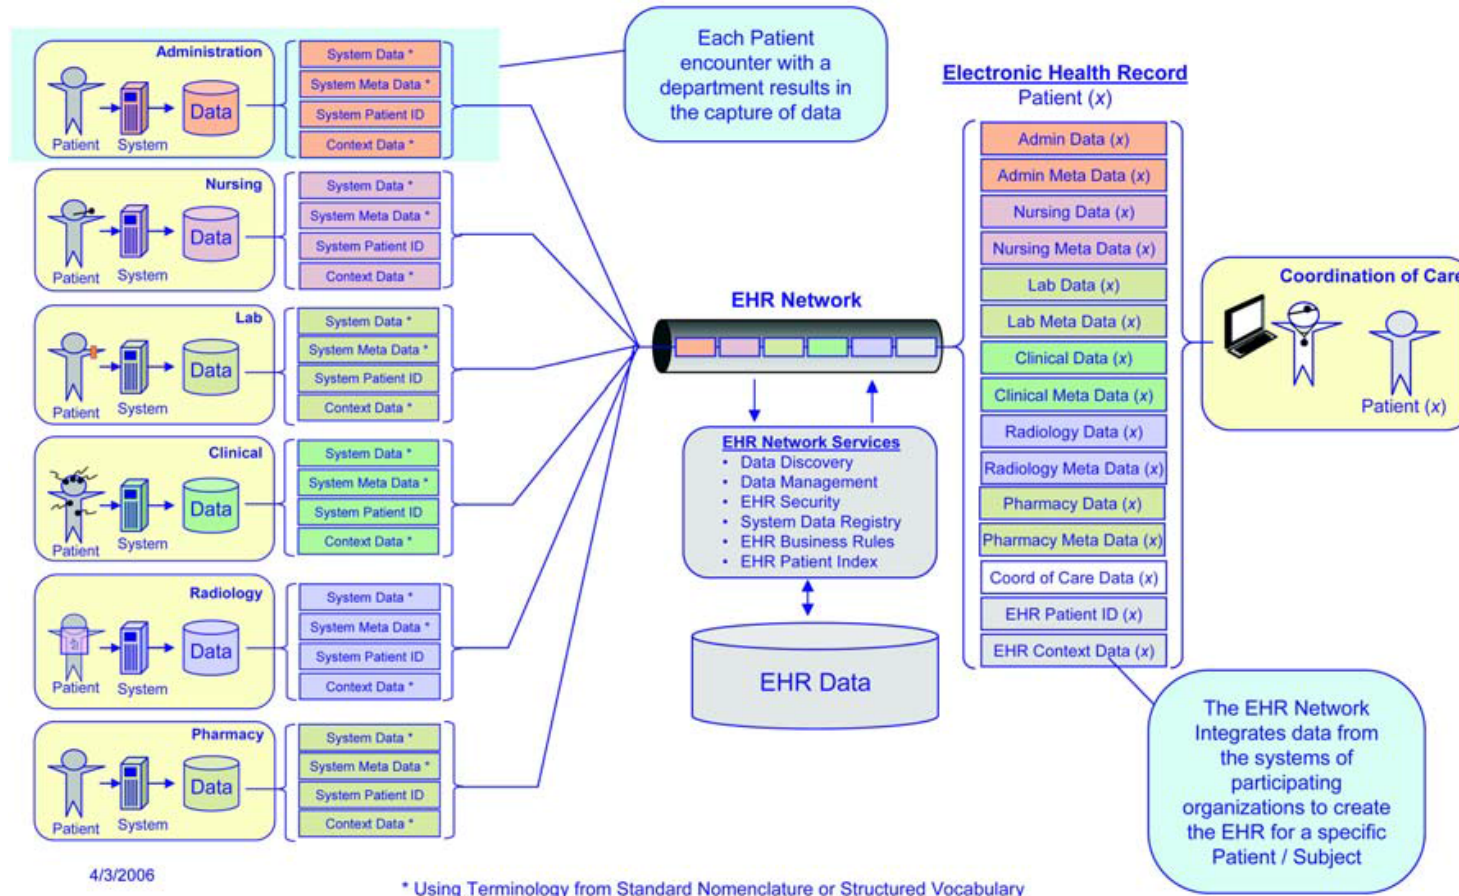 Administration
Patient
System
Data
System Data *
System Meta Data *
System Patient ID
Context Data *
Nursing
Patient
System
Data
System Data *
System Meta Data *
System Patient ID
Context Data *
Lab
Patient
System
Data
System Data *
System Meta Data *
System Patient ID
Context Data *
Clinical
Patient
System
Data
System Data *
System Meta Data *
System Patient ID
Context Data *
Radiology
Patient
System
Data
System Data *
System Meta Data *
System Patient ID
Context Data *
Pharmacy
Patient
System
Data
System Data *
System Meta Data *
System Patient ID
Context Data *
Each Patient
encounter with a
department results in
the capture of data
EHR Network
EHR Network Services
• Data Discovery
• Data Management
• EHR Security
• System Data Registry
• EHR Business Rules
• EHR Patient Index
EHR Data
Electronic Health Record
Patient (x)
Admin Data (x)
Admin Meta Data (x)
Nursing Data (x)
Nursing Meta Data (x)
Lab Data (x)
Lab Meta Data (x)
Clinical Data (x)
Clinical Meta Data (x)
Radiology Data (x)
Radiology Meta Data (x)
Pharmacy Data (x)
Pharmacy Meta Data (x)
Coord of Care Data (x)
EHR Patient ID (x)
EHR Context Data (x)
Coordination of Care
Patient (x)
The EHR Network
Integrates data from
the systems of
participating
organizations to create
the EHR for a specific
Patient / Subject
4/3/2006
* Using Terminology from Standard Nomenclature or Structured Vocabulary